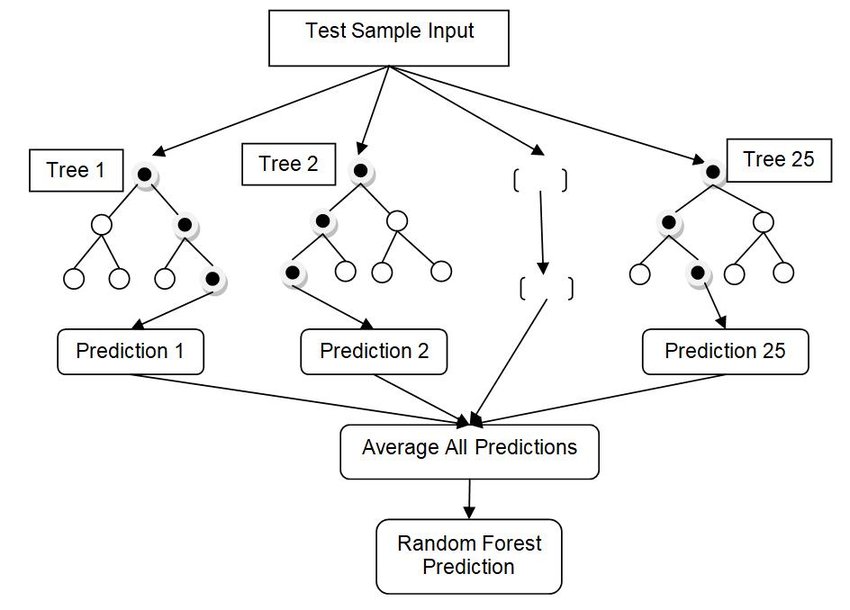 Test Sample Input
Tree 1
Tree 2
Tree 25
Prediction 1
Prediction 2
Prediction 25
Average All Predictions
Random Forest
Prediction